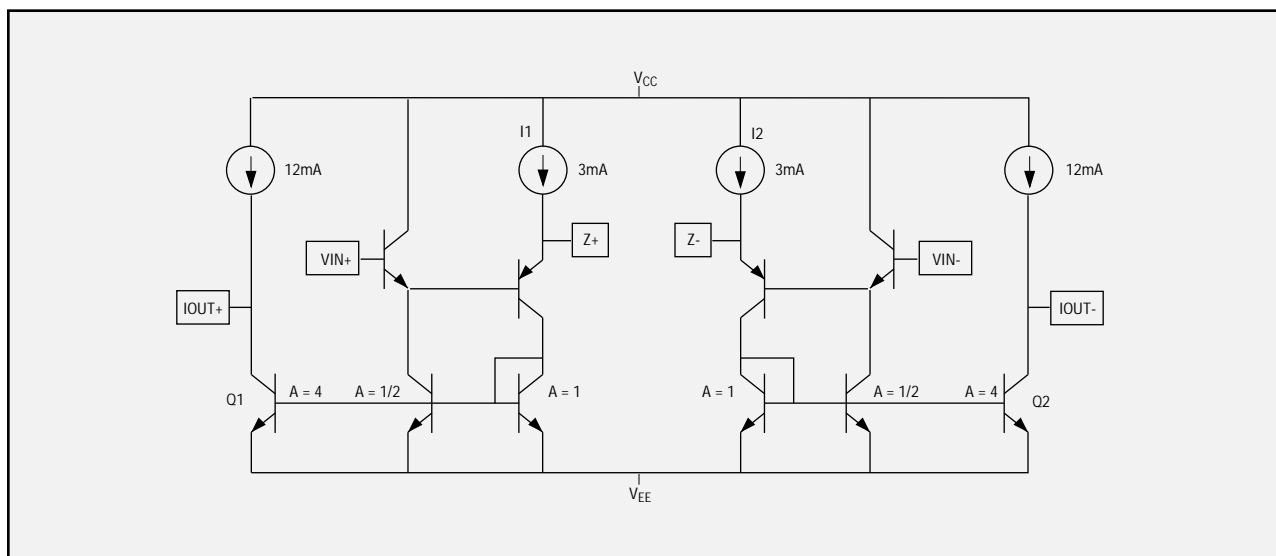 VCC
I1
I2
12mA
3mA
3mA
12mA
Z+
Z-
VIN+
VIN-
IOUT+
IOUT-
Q1
A = 4
A = 1/2
A = 1
A = 1
A = 1/2
A = 4
Q2
VEE